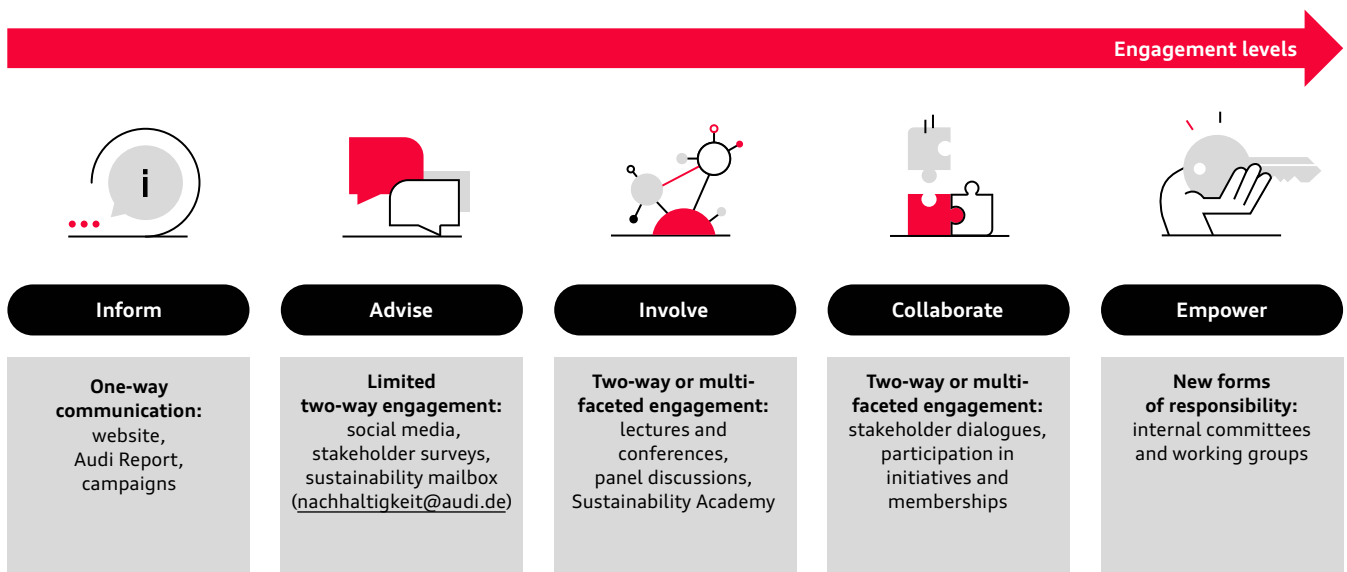 Engagement levels
i
Inform
Advise
Involve
Collaborate
Empower
One-way
communication:
website,
Audi Report,
campaigns
Limited
two-way engagement:
social media,
stakeholder surveys,
sustainability mailbox
(nachhaltigkeit@audi.de)
Two-way or multi-
faceted engagement:
lectures and
conferences,
panel discussions,
Sustainability Academy
Two-way or multi-
faceted engagement:
stakeholder dialogues,
participation in
initiatives and
memberships
New forms
of responsibility:
internal committees
and working groups